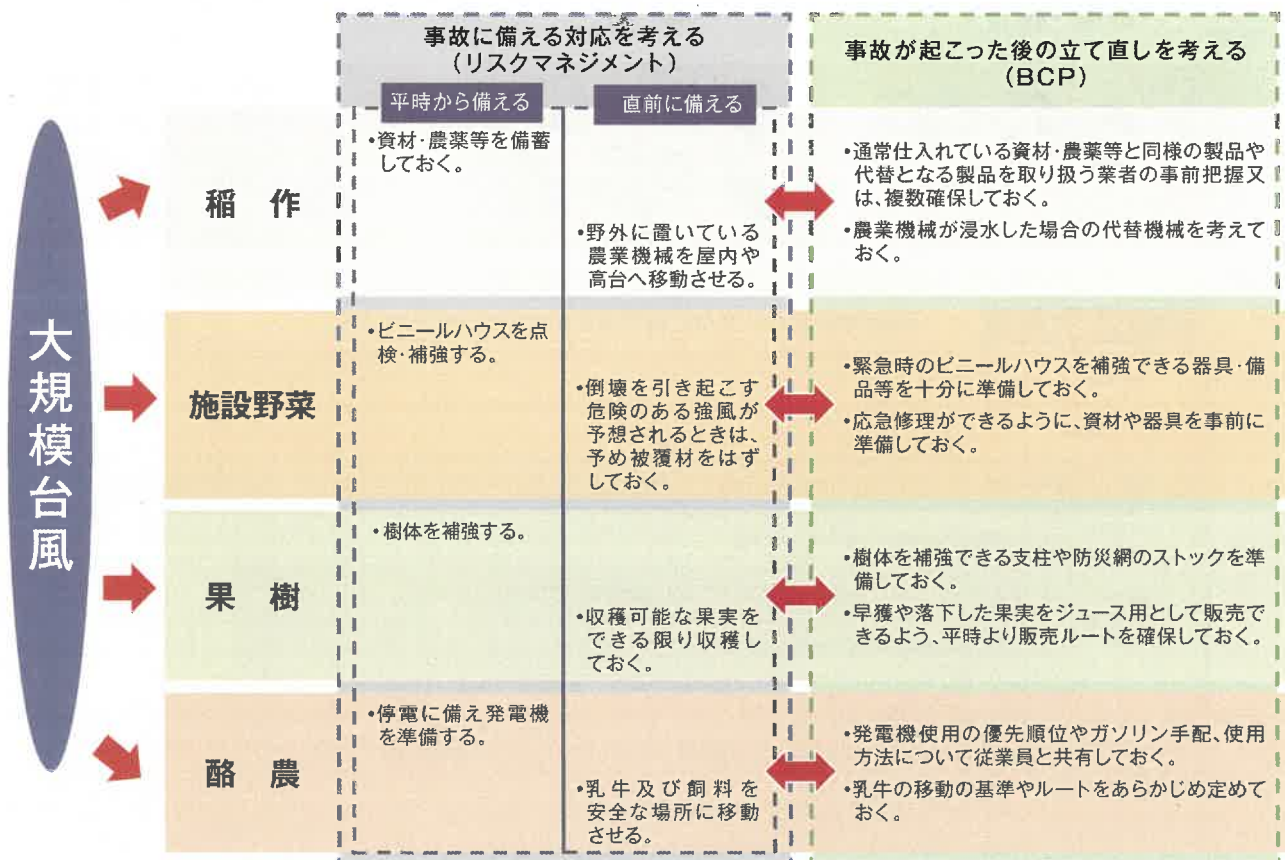 事故に備える対応を考える
(リスクマネジメント)
平時から備える
直前に備える
事故が起こった後の立て直しを考える
(BCP)
大規模台風
稲 作
・資材・農薬等を備蓄
しておく。
・野外に置いている
農業機械を屋内や
高台へ移動させる。
・通常仕入れている資材・農薬等と同様の製品や
代替となる製品を取り扱う業者の事前把握又
は、複数確保しておく。
・農業機械が浸水した場合の代替機械を考えて
おく。
施設野菜
・ビニールハウスを点
検・補強する。
・倒壊を引き起こす
危険のある強風が
予想されるときは、
予め被覆材をはず
しておく。
・緊急時のビニールハウスを補強できる器具・備
品等を十分に準備しておく。
・応急修理ができるように、資材や器具を事前に
準備しておく。
果 樹
・樹体を補強する。
・収穫可能な果実を
できる限り収穫し
ておく。
・樹体を補強できる支柱や防災網のストックを準
備しておく。
・早獲や落下した果実をジュース用として販売で
きるよう、平時より販売ルートを確保しておく。
酪 農
・停電に備え発電機
を準備する。
・乳牛及び飼料を
安全な場所に移動
させる。
・発電機使用の優先順位やガソリン手配、使用
方法について従業員と共有しておく。
・乳牛の移動の基準やルートをあらかじめ定めて
おく。